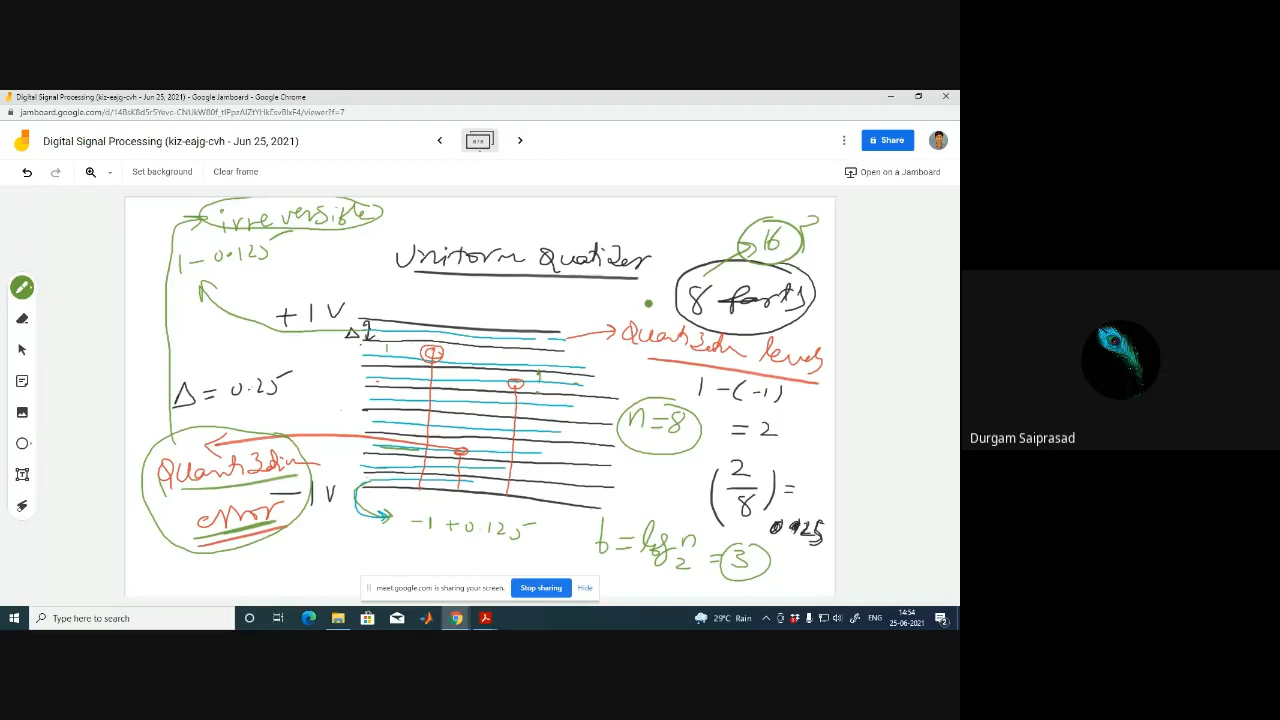 Digital Signal Processing (kiz-eajg-cvh - Jun 25, 2021) - Google Jamboard - Google Chrome
Digital Signal Processing (kiz-eajg-cvh - Jun 25, 2021)
8/8
Share
Set background
Clear frame
Open on a Jamboard
irreversible
1 - 0.125
Uniform Quatizer
16
8 parts
+ 1 V
Δ
levels
Δ = 0.25
1 - (-1)
= 2
n = 8
error
- 1 V
2
8
=
-1 + 0.125
b = log n
2
= 3
meet.google.com is sharing your screen.
Stop sharing
Hide
Durgam Saiprasad
Type here to search
29°C Rain
ENG
14:54
25-06-2021